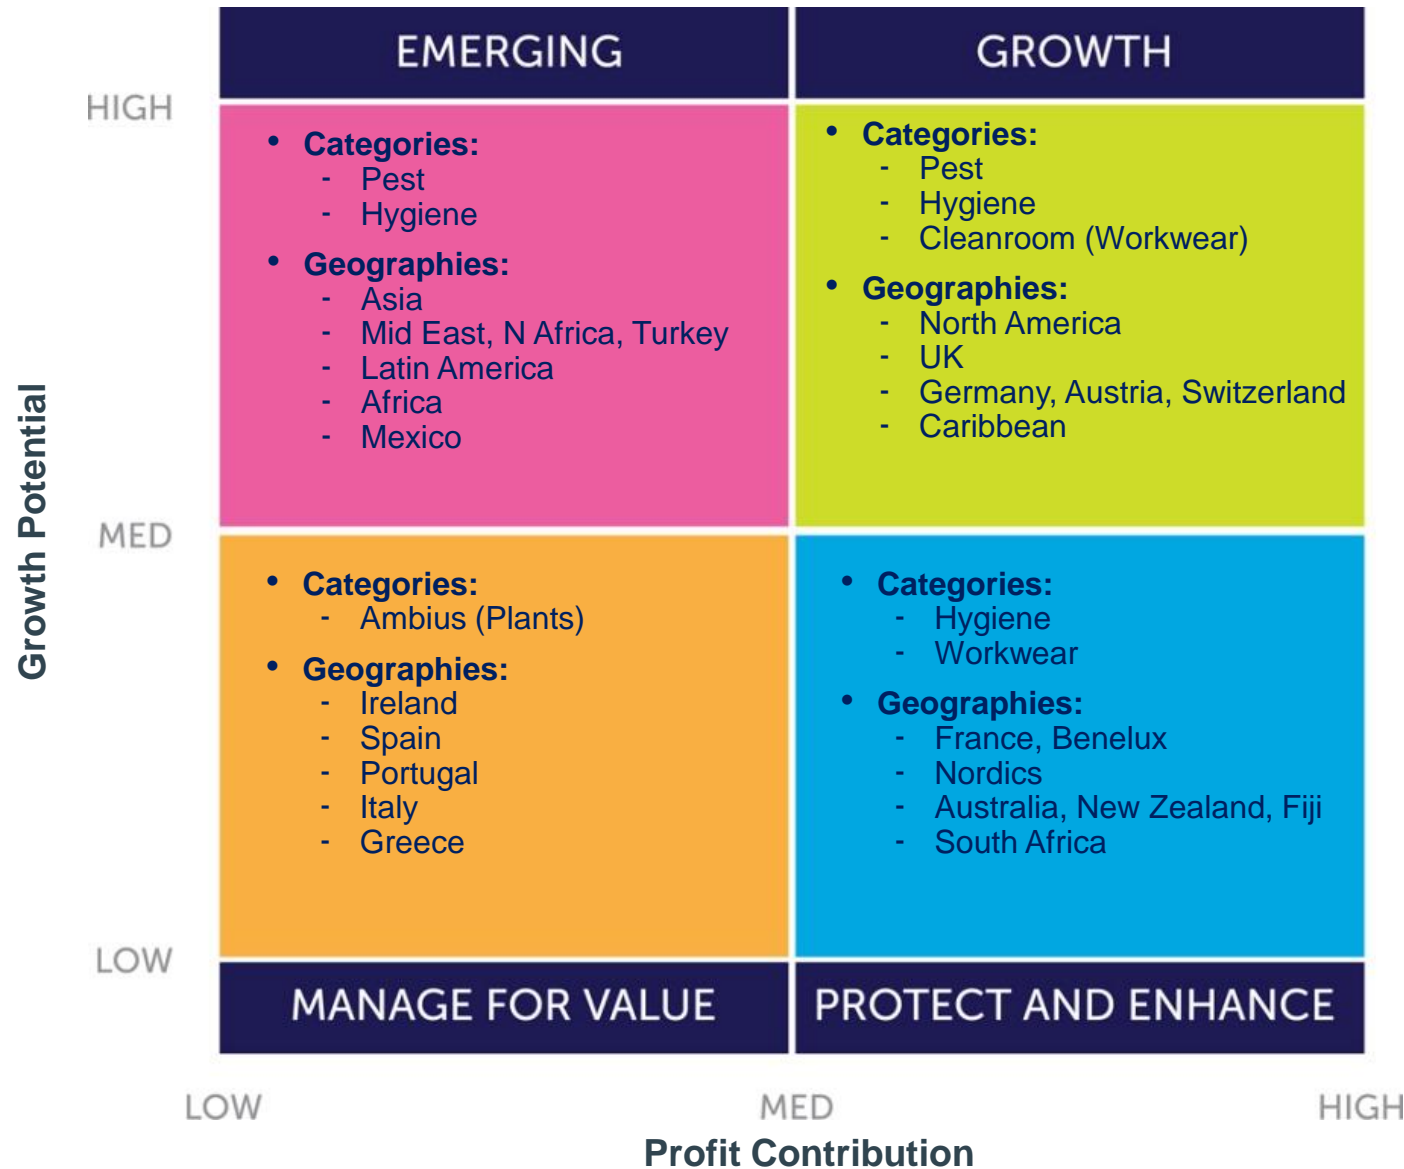 EMERGING
GROWTH
HIGH
• Categories:
- Pest
- Hygiene
• Geographies:
- Asia
- Mid East, N Africa, Turkey
- Latin America
- Africa
- Mexico
• Categories:
- Pest
- Hygiene
- Cleanroom (Workwear)
• Geographies:
- North America
- UK
- Germany, Austria, Switzerland
- Caribbean
Growth Potential
MED
• Categories:
- Ambius (Plants)
• Geographies:
- Ireland
- Spain
- Portugal
- Italy
- Greece
• Categories:
- Hygiene
- Workwear
• Geographies:
- France, Benelux
- Nordics
- Australia, New Zealand, Fiji
- South Africa
LOW
MANAGE FOR VALUE
PROTECT AND ENHANCE
LOW
MED
HIGH
Profit Contribution